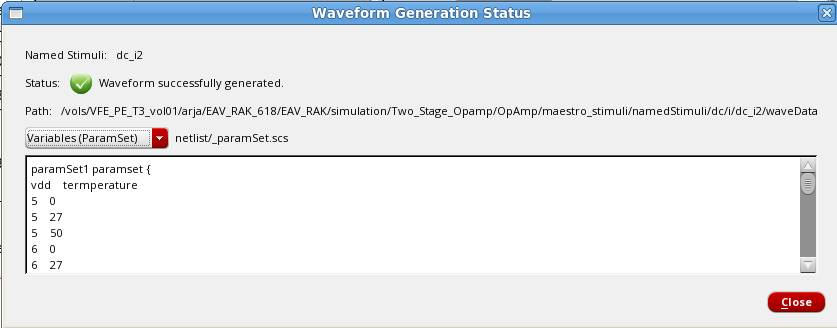 Waveform Generation Status
Named Stimuli: dc_i2
Status: Waveform successfully generated.
Path: /vols/VFE_PE_T3_vol01/arja/EAV_RAK_618/EAV_RAK/simulation/Two_Stage_Opamp/OpAmp/maestro_stimuli/namedStimuli/dc/i/dc_i2/waveData
Variables (ParamSet) netlist/_paramSet.scs
paramSet1 paramset {
vdd termperature
5 0
5 27
5 50
6 0
6 27
Close